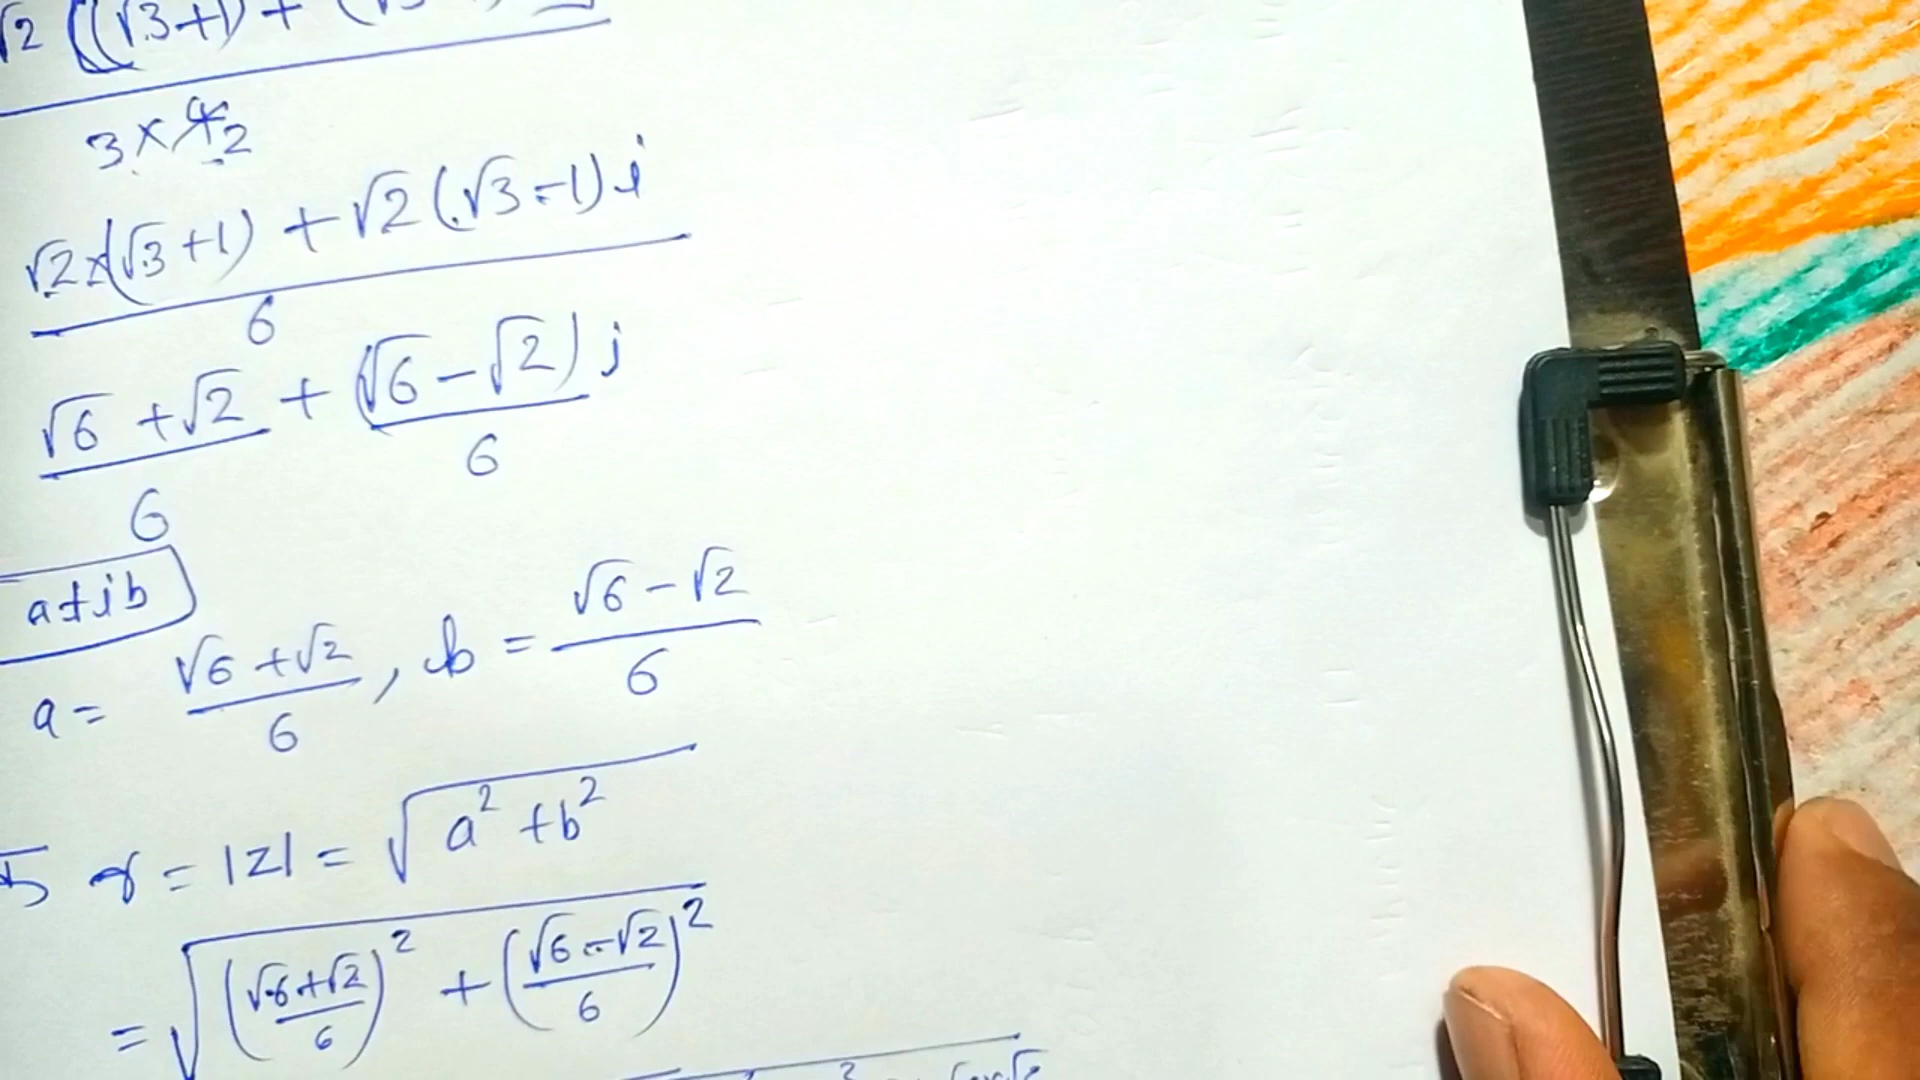 √2 ((√3+1) + (√3
3 × 4 2
√2×(√3+1) + √2(√3-1)i
6
√6 + √2 + (√6 - √2)i
6 6
a+ib
a = √6 + √2 / 6 , b = √6 - √2 / 6
r = |z| = √a² + b²
= √(√6+√2 / 6)² + (√6-√2 / 6)²